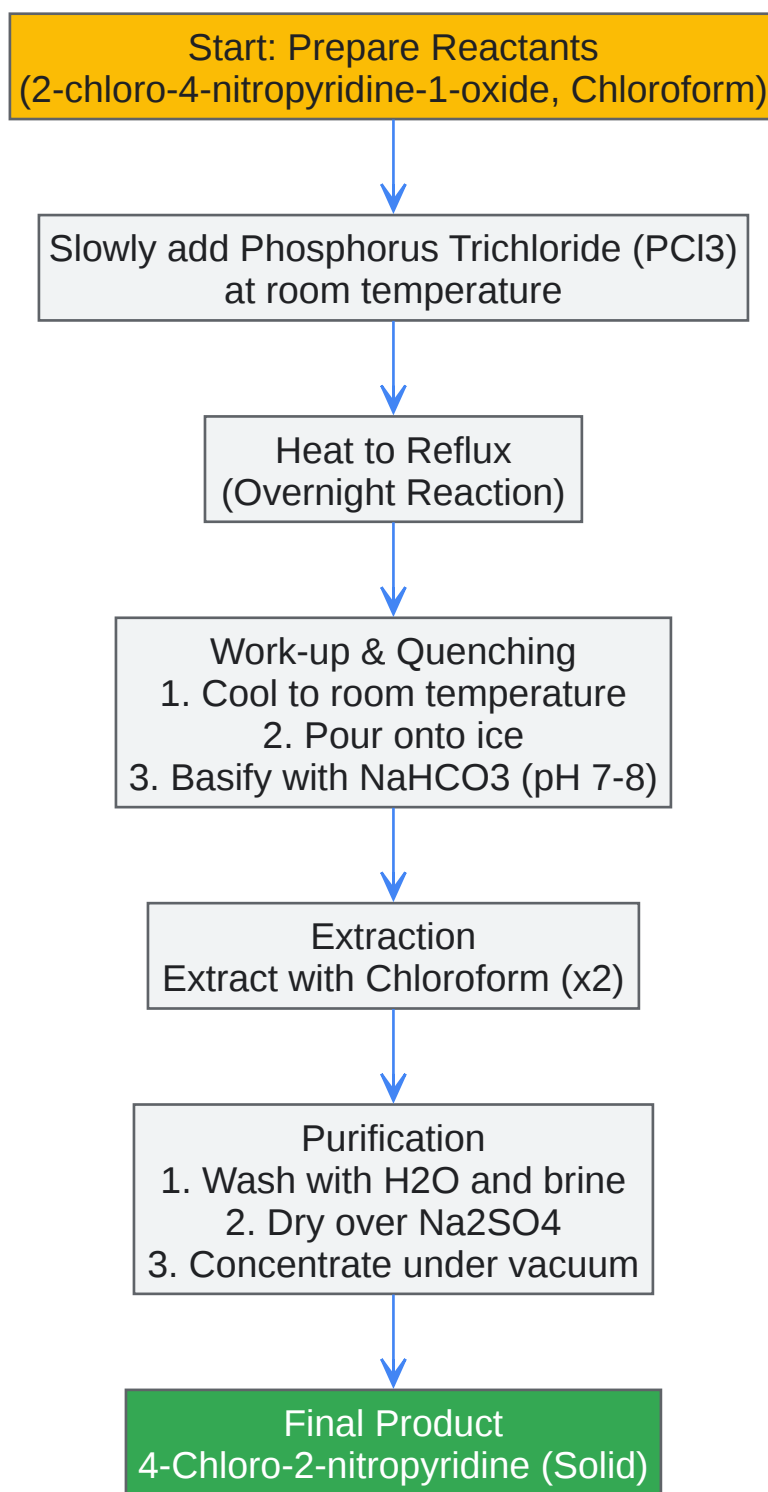 Start: Prepare Reactants
(2-chloro-4-nitropyridine-1-oxide, Chloroform)
Slowly add Phosphorus Trichloride (PCl3)
at room temperature
Heat to Reflux
(Overnight Reaction)
Work-up & Quenching
1. Cool to room temperature
2. Pour onto ice
3. Basify with NaHCO3 (pH 7-8)
Extraction
Extract with Chloroform (x2)
Purification
1. Wash with H2O and brine
2. Dry over Na2SO4
3. Concentrate under vacuum
Final Product
4-Chloro-2-nitropyridine (Solid)